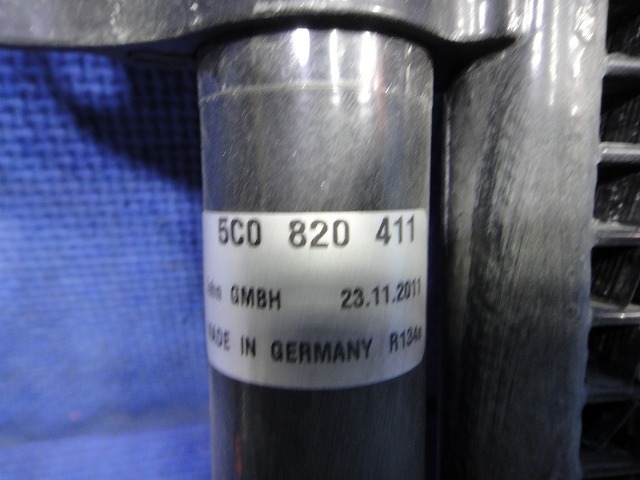 5C0 820 411
GMBH 23.11.2011
MADE IN GERMANY R134a